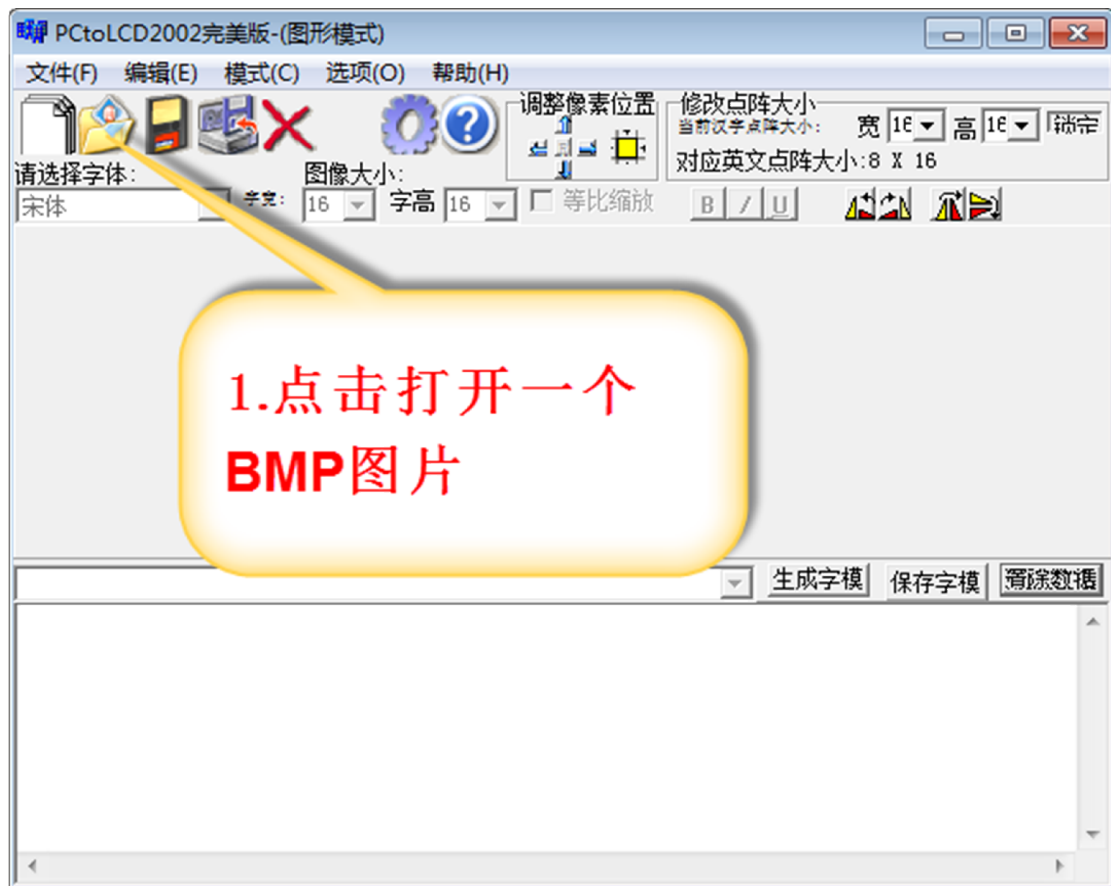 PCtoLCD2002完美版-(图形模式)
文件(F) 编辑(E) 模式(C) 选项(O) 帮助(H)
调整像素位置
修改点阵大小
当前汉字点阵大小: 宽 16 高 16 锁定
对应英文点阵大小:8 X 16
请选择字体: 图像大小:
宋体 字宽: 16 字高 16 等比缩放 B I U
1.点击打开一个
BMP图片
生成字模 保存字模 清除数据